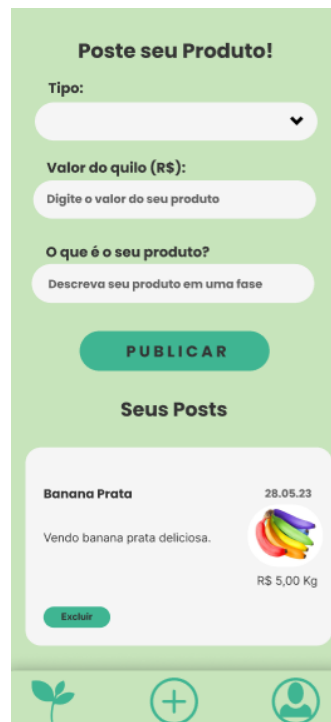 Poste seu Produto!
Tipo:
Valor do quilo (R$):
Digite o valor do seu produto
O que é o seu produto?
Descreva seu produto em uma fase
PUBLICAR
Seus Posts
Banana Prata
28.05.23
Vendo banana prata deliciosa.
R$ 5,00 Kg
Excluir